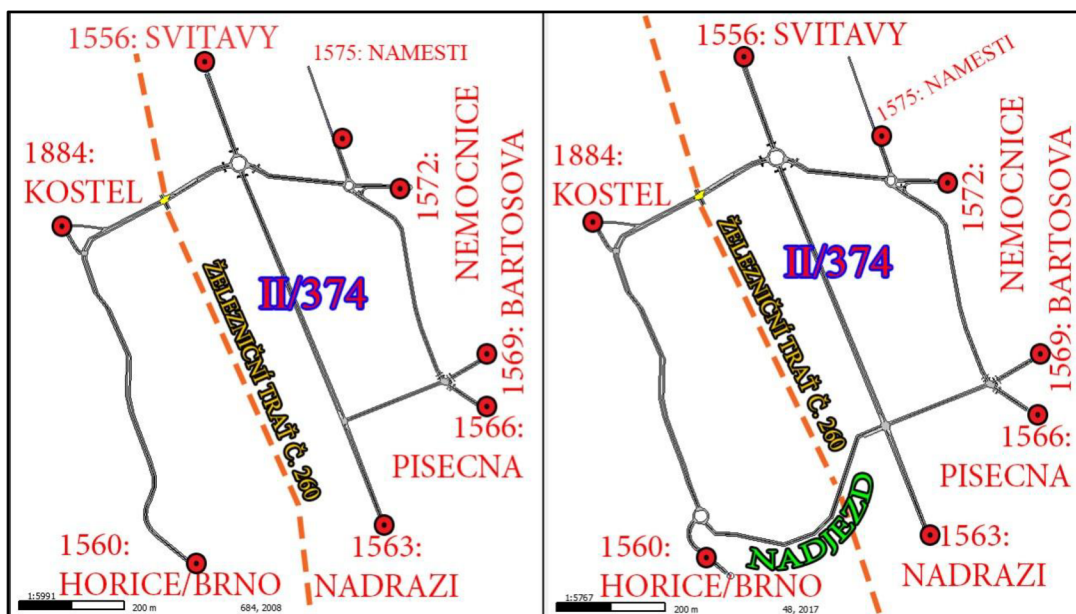 1556: SVITAVY
1575: NAMESTI
1884:
KOSTEL
1572:
NEMOCNICE
II/374
ŽELEZNIČNÍ TRAŤ Č. 260
1569: BARTOSOVA
1566:
PISECNA
1560:
HORICE/BRNO
1563:
NADRAZI
1:5991
200 m
684, 2008
1556: SVITAVY
1575: NAMESTI
1884:
KOSTEL
1572:
NEMOCNICE
II/374
ŽELEZNIČNÍ TRAŤ Č. 260
1569: BARTOSOVA
1566:
PISECNA
NADJEZD
1560:
HORICE/BRNO
1563:
NADRAZI
1:5767
200 m
48, 2017